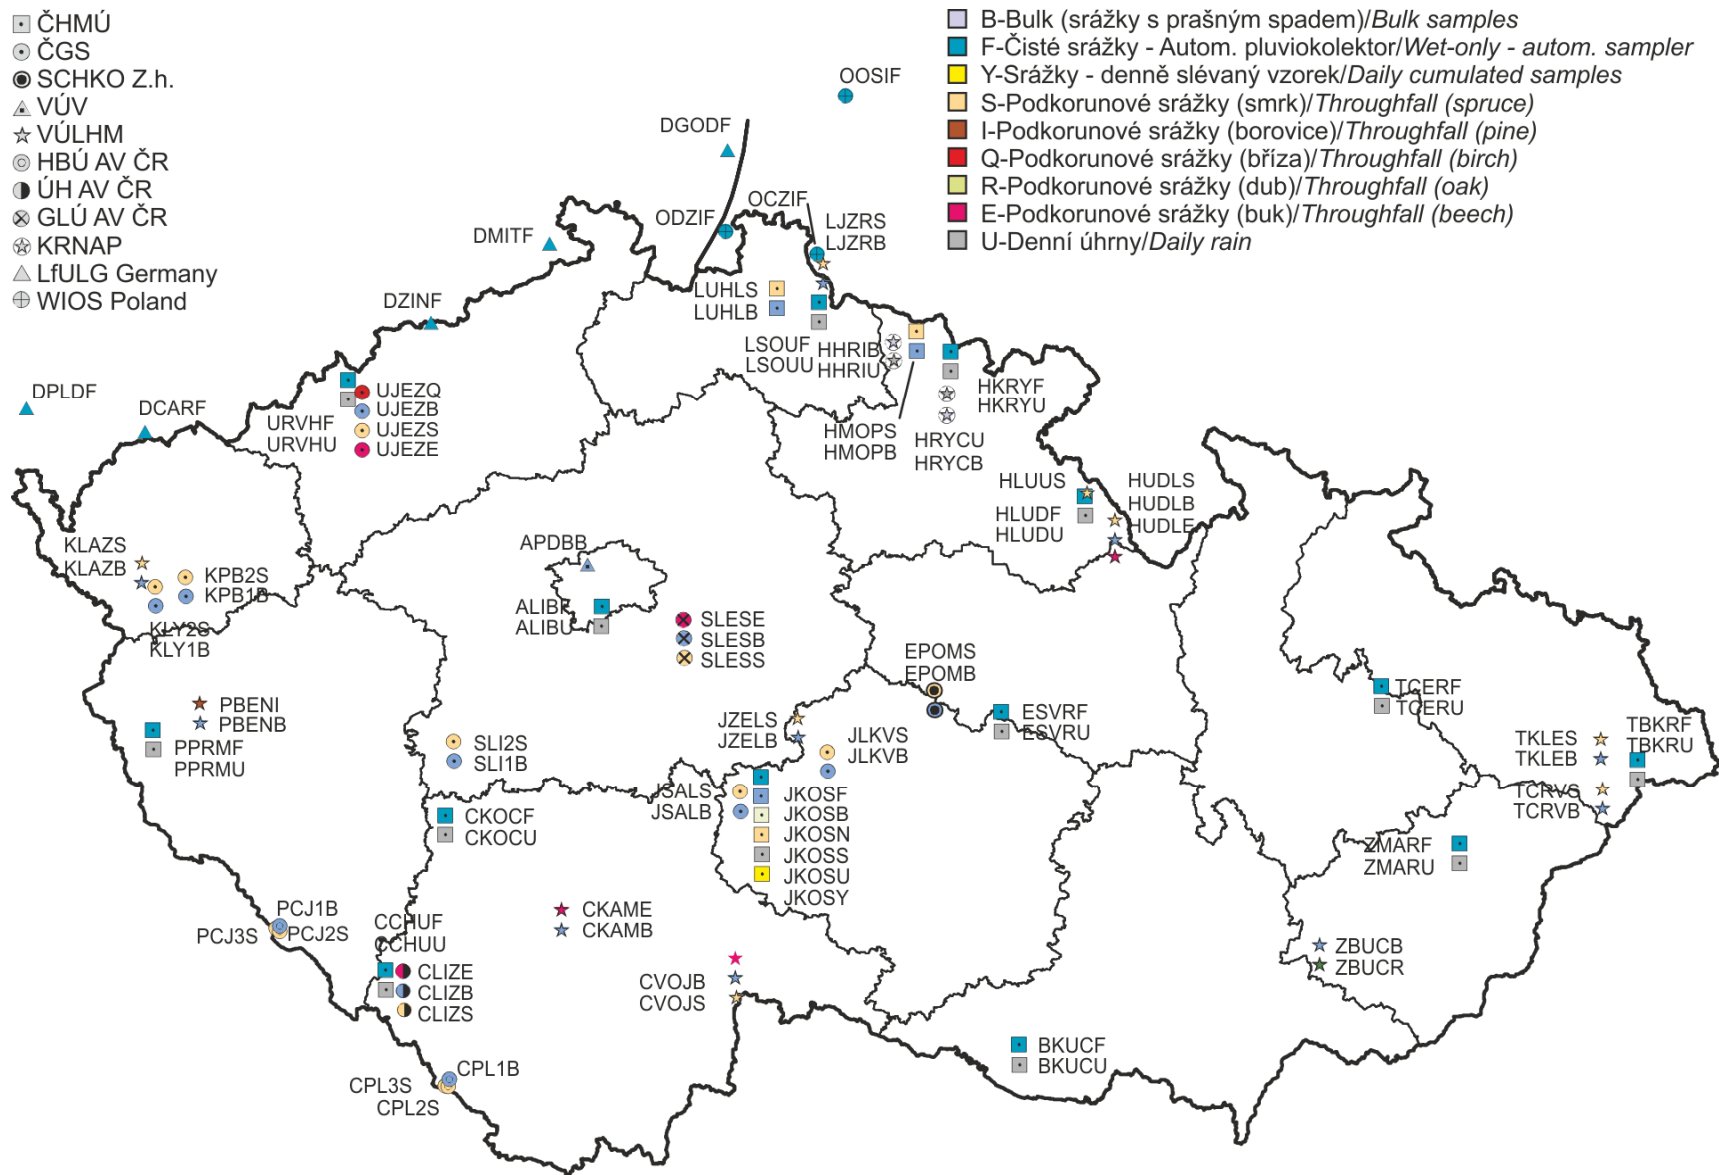 ČHMÚ
ČGS
SCHKO Z.h.
VÚV
VÚLHM
HBÚ AV ČR
ÚH AV ČR
GLÚ AV ČR
KRNAP
LfULG Germany
WIOS Poland
B-Bulk (srážky s prašným spadem)/Bulk samples
F-Čisté srážky - Autom. pluviokolektor/Wet-only - autom. sampler
Y-Srážky - denně slévaný vzorek/Daily cumulated samples
S-Podkorunové srážky (smrk)/Throughfall (spruce)
I-Podkorunové srážky (borovice)/Throughfall (pine)
Q-Podkorunové srážky (bříza)/Throughfall (birch)
R-Podkorunové srážky (dub)/Throughfall (oak)
E-Podkorunové srážky (buk)/Throughfall (beech)
U-Denní úhrny/Daily rain
OOSIF
DGODF
OCZIF
ODZIF
DMITF
LJZRS
LJZRB
DZINF
LUHLS
LUHLB
LSOUF
LSOUU
HHRIB
HHRIU
HKRYF
HKRYU
HMOPS
HMOPB
HRYCU
HRYCB
DPLDF
DCARF
URVHF
URVHU
UJEZQ
UJEZB
UJEZS
UJEZE
HLUUS
HLUDF
HLUDU
HUDLS
HUDLB
HUDLE
KLAZS
KLAZB
KPB2S
KPB1B
KLY2S
KLY1B
APDBB
ALIBF
ALIBU
SLESE
SLESB
SLESS
EPOMS
EPOMB
ESVRF
ESVRU
TCERF
TCERU
PBENI
PBENB
PPRMF
PPRMU
SLI2S
SLI1B
JZELS
JZELB
JLKVS
JLKVB
TKLES
TKLEB
TBKRF
TBKRU
TCRVS
TCRVB
JSALS
JSALB
JKOSF
JKOSB
JKOSN
JKOSS
JKOSU
JKOSY
CKOCF
CKOCU
ZMARF
ZMARU
PCJ1B
PCJ3S
PCJ2S
CCHUF
CCHUU
CKAME
CKAMB
CLIZE
CLIZB
CLIZS
CVOJB
CVOJS
ZBUCB
ZBUCR
BKUCF
BKUCU
CPL1B
CPL3S
CPL2S